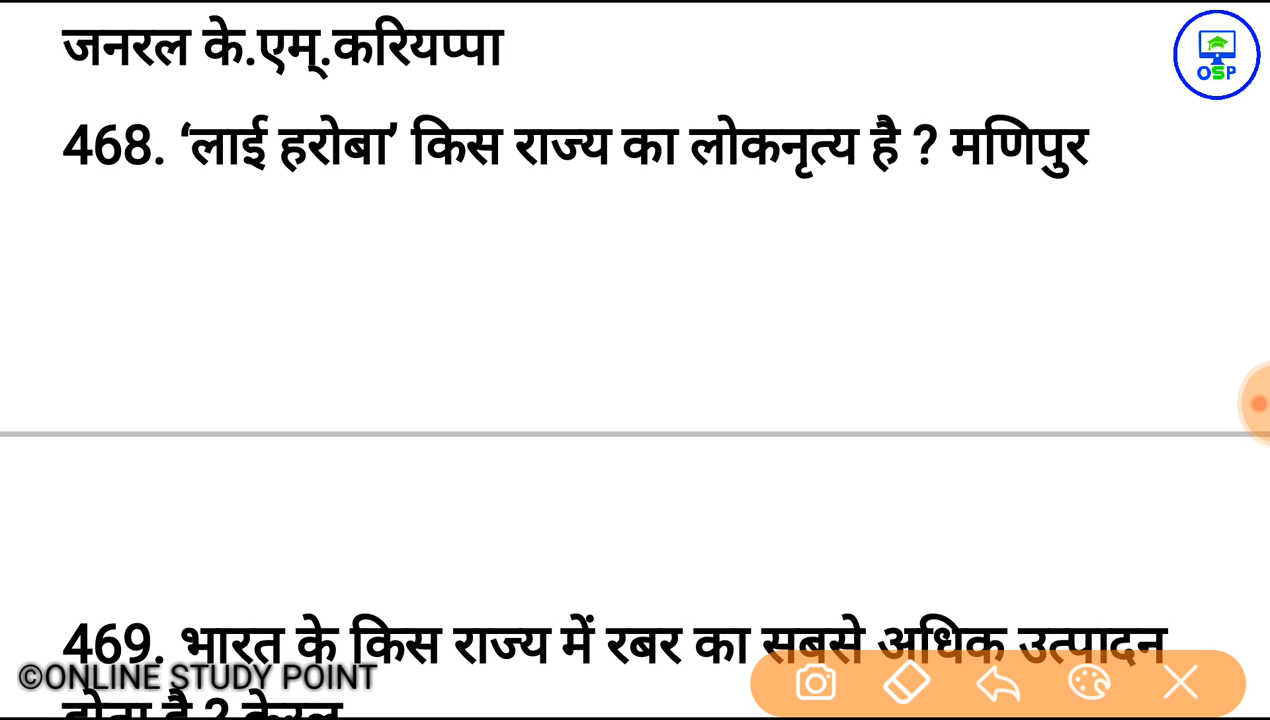 जनरल के.एम्.करियप्पा
OSP
468. ‘लाई हरोबा’ किस राज्य का लोकनृत्य है ? मणिपुर
469. भारत के किस राज्य में रबर का सबसे अधिक उत्पादन
©ONLINE STUDY POINT
होता है ? केरल